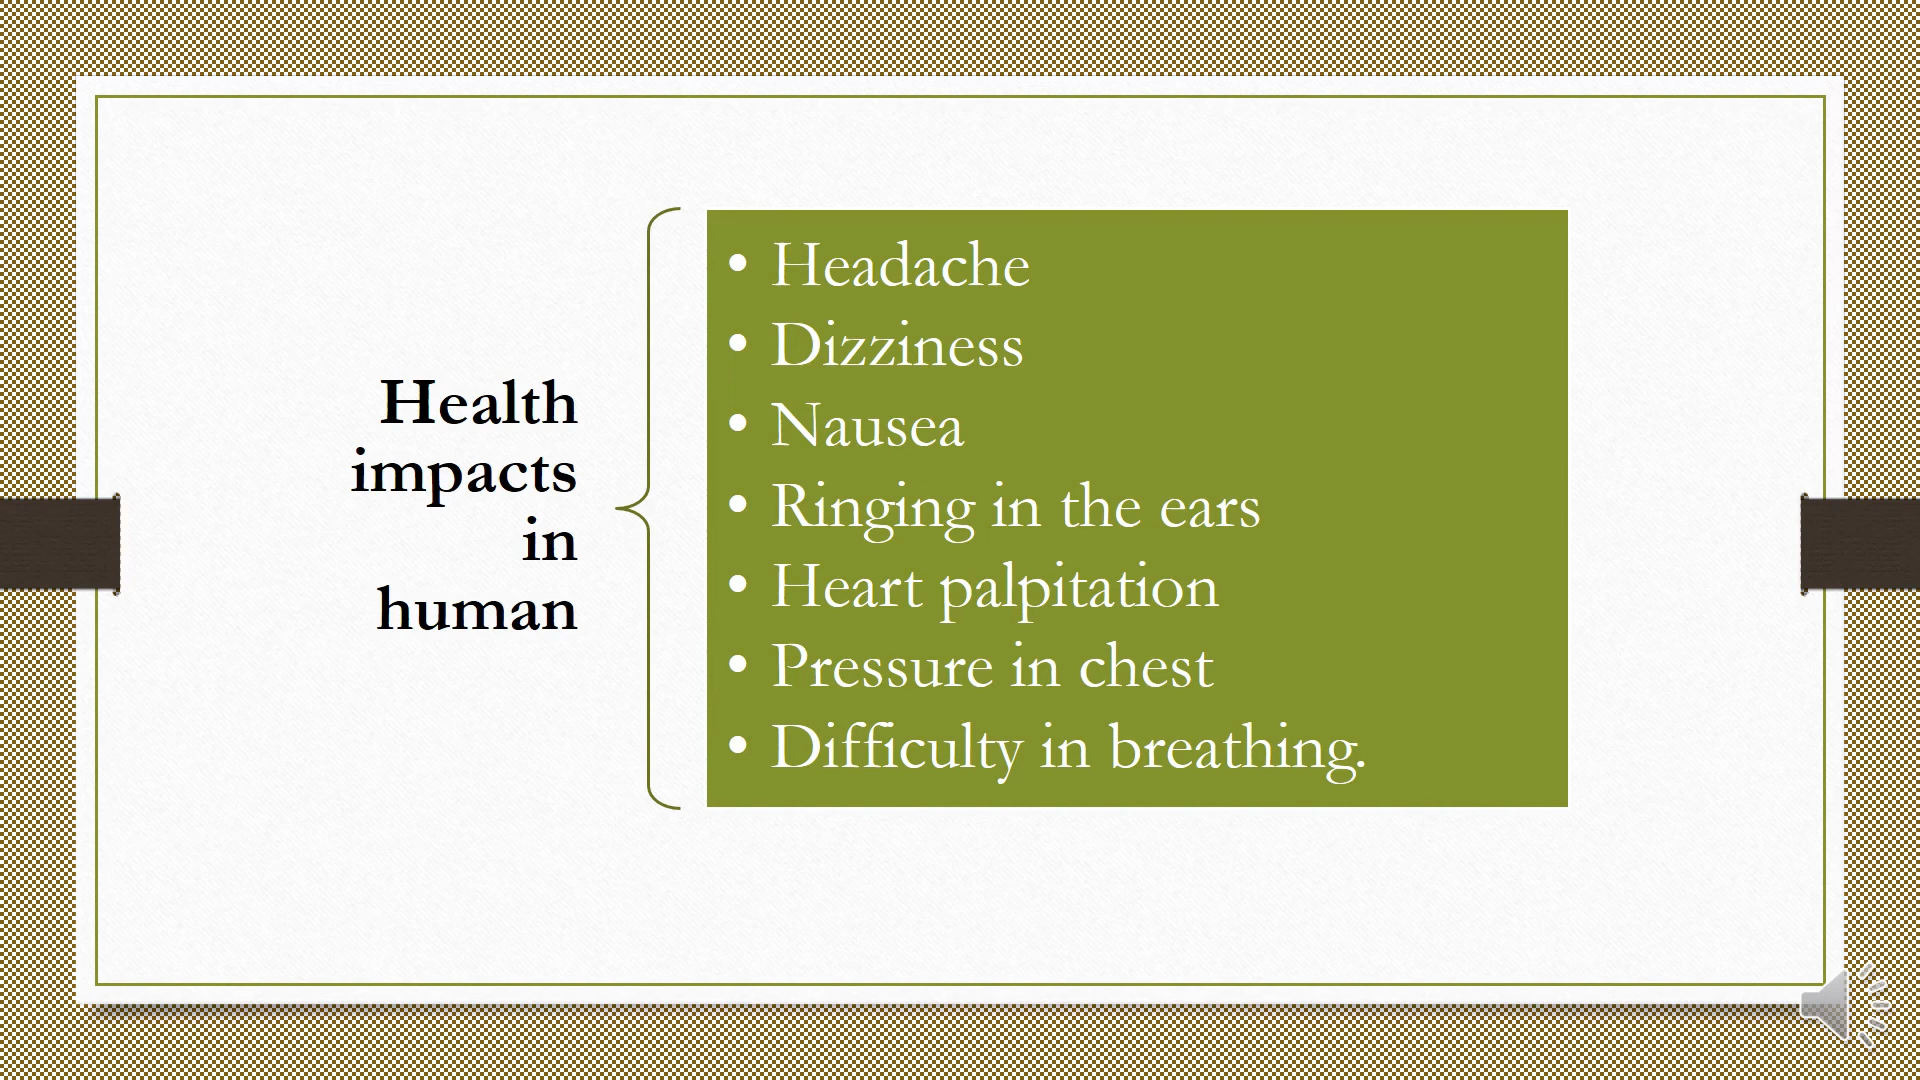 Health
impacts
in
human
• Headache
• Dizziness
• Nausea
• Ringing in the ears
• Heart palpitation
• Pressure in chest
• Difficulty in breathing.